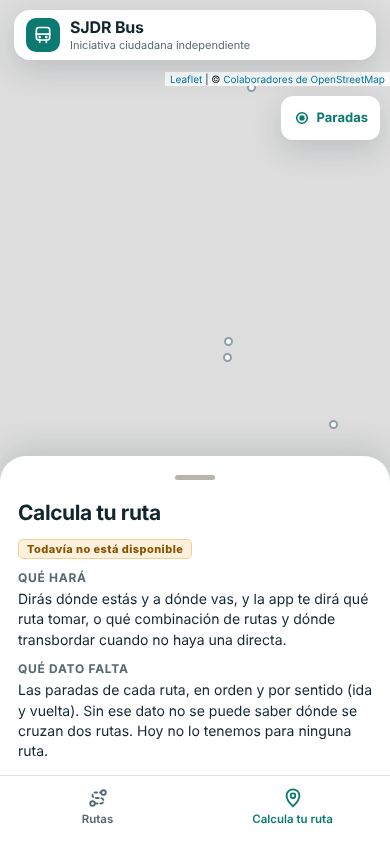 SJDR Bus
Iniciativa ciudadana independiente
Leaflet | © Colaboradores de OpenStreetMap
Paradas
Calcula tu ruta
Todavía no está disponible
QUÉ HARÁ
Dirás dónde estás y a dónde vas, y la app te dirá qué
ruta tomar, o qué combinación de rutas y dónde
transbordar cuando no haya una directa.
QUÉ DATO FALTA
Las paradas de cada ruta, en orden y por sentido (ida
y vuelta). Sin ese dato no se puede saber dónde se
cruzan dos rutas. Hoy no lo tenemos para ninguna
ruta.
Rutas
Calcula tu ruta